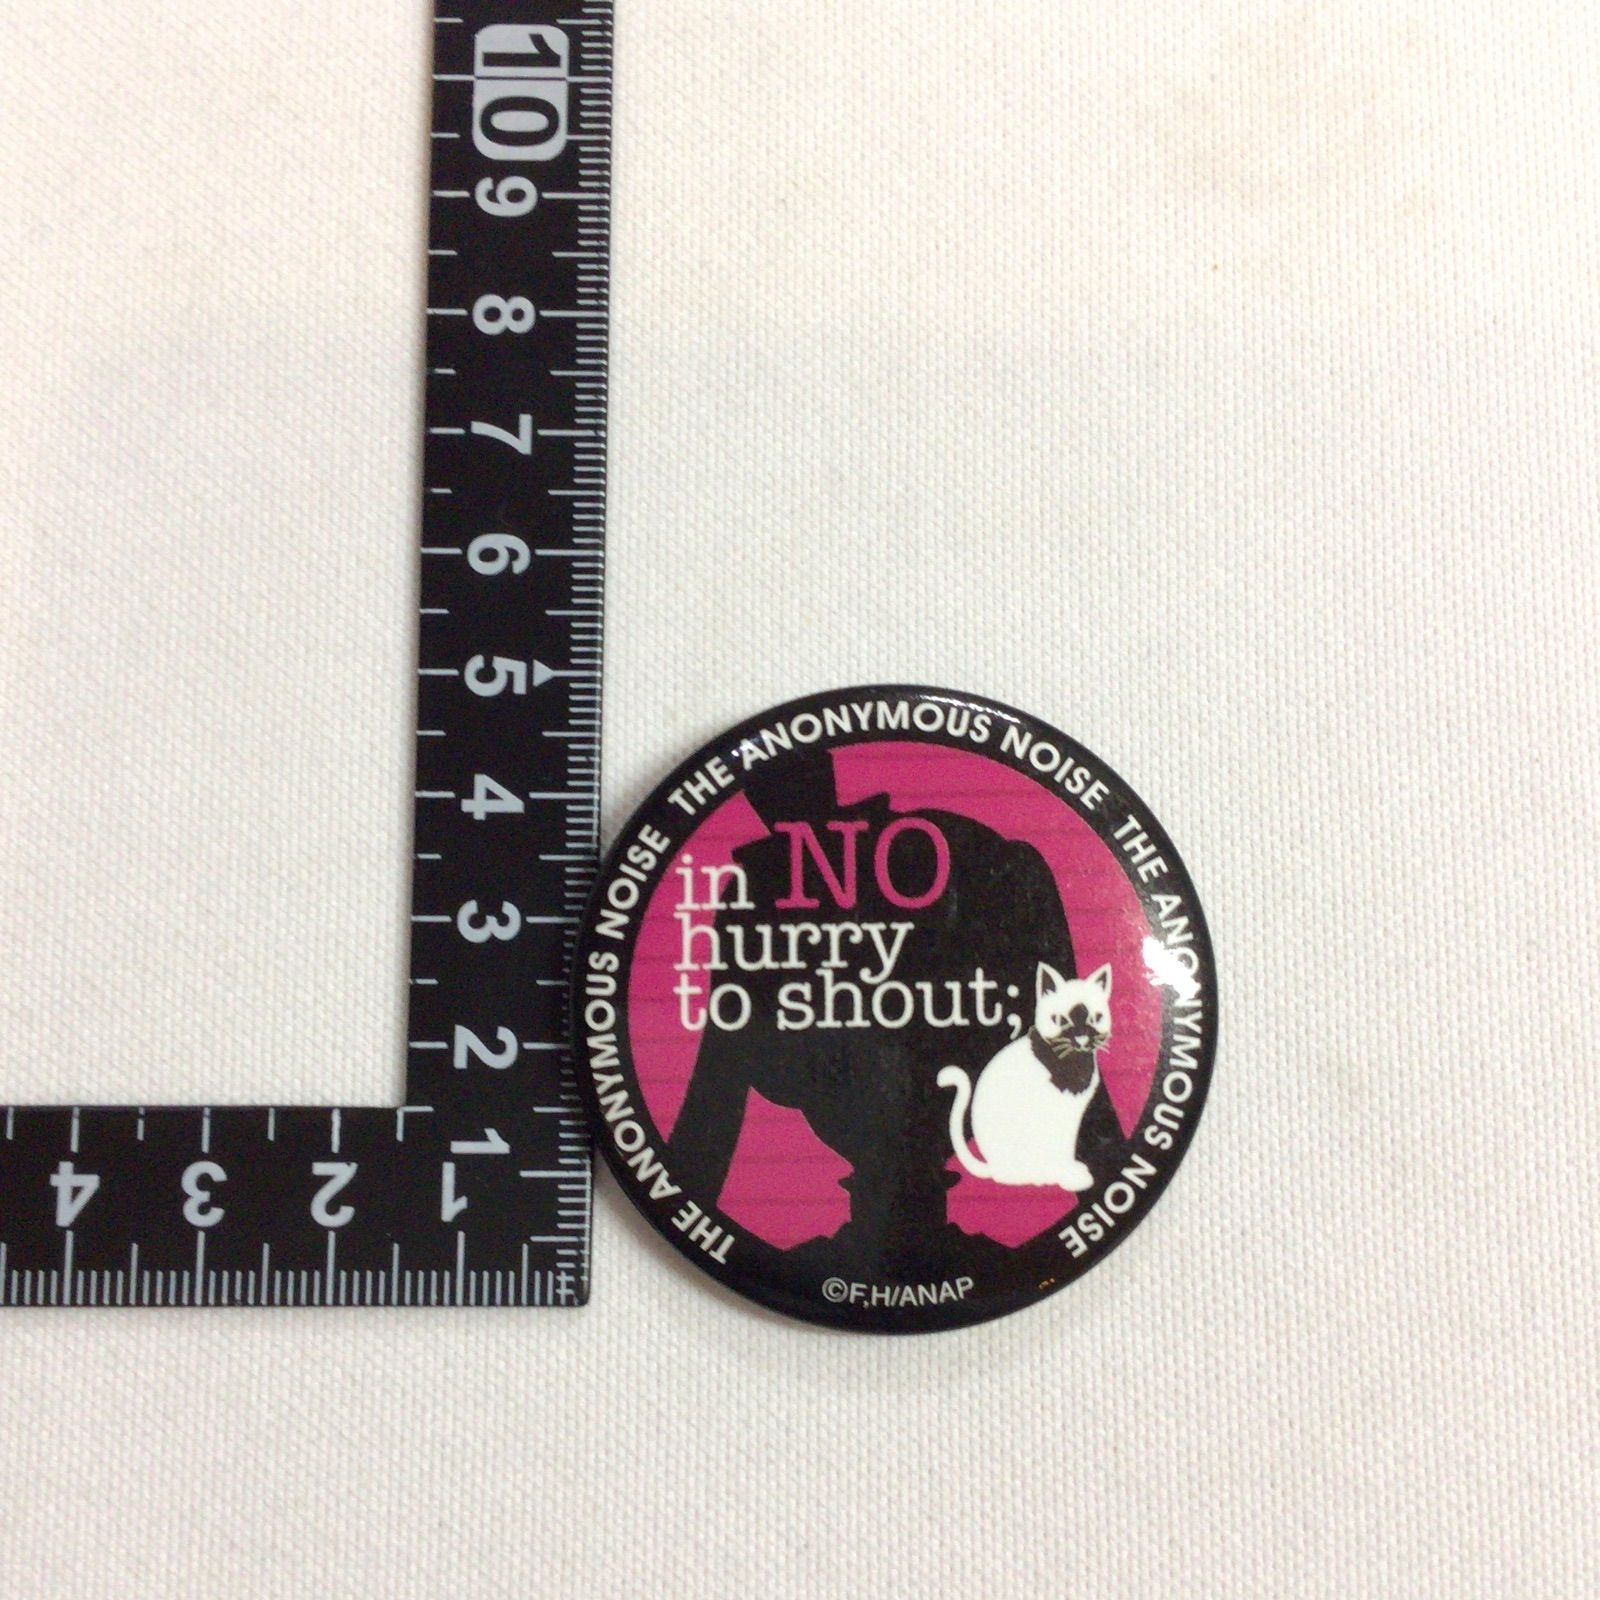 10
9
8
7
6
5
4
3
2
1
4 3 2 1
THE ANONYMOUS NOISE THE ANONYMOUS NOISE THE ANONYMOUS NOISE
in NO
hurry
to shout;
©F,H/ANAP